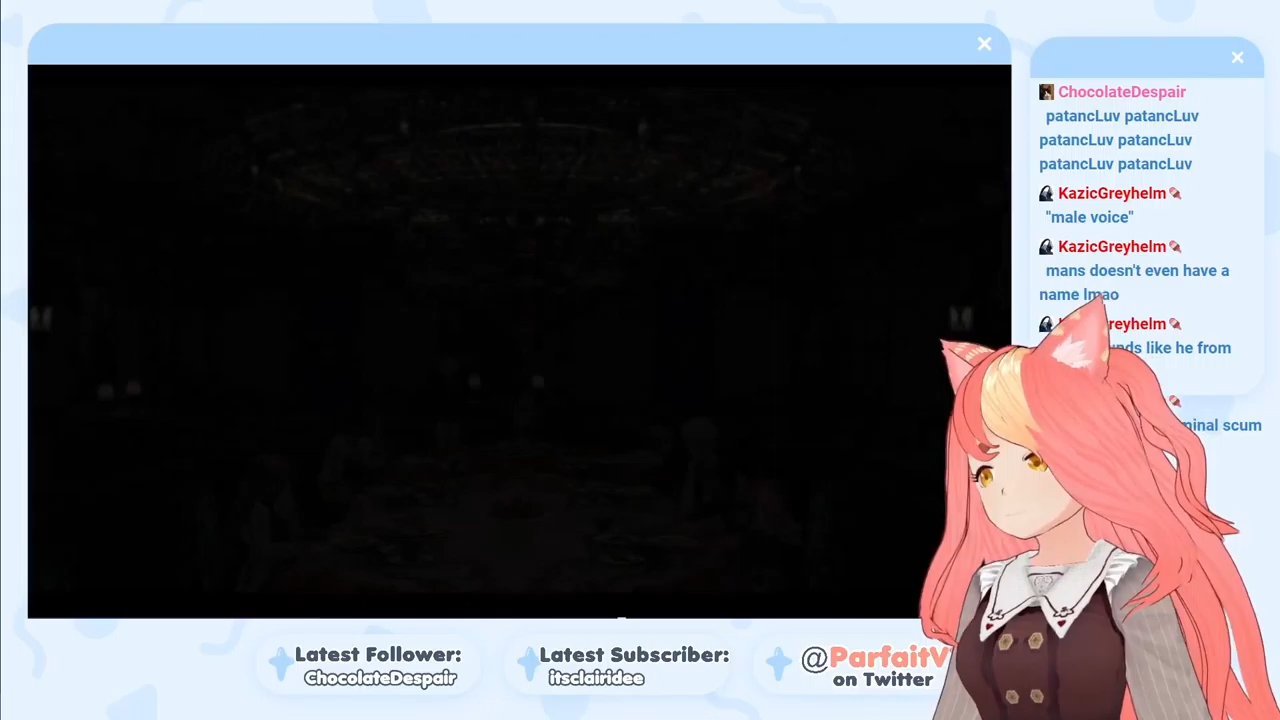 ChocolateDespair
patancLuv patancLuv
patancLuv patancLuv
patancLuv patancLuv
KazicGreyhelm
"male voice"
KazicGreyhelm
mans doesn't even have a
name lmao
reyhelm
nds like he from
minal scum
Latest Follower:
ChocolateDespair
Latest Subscriber:
itsclairidee
@ParfaitV
on Twitter